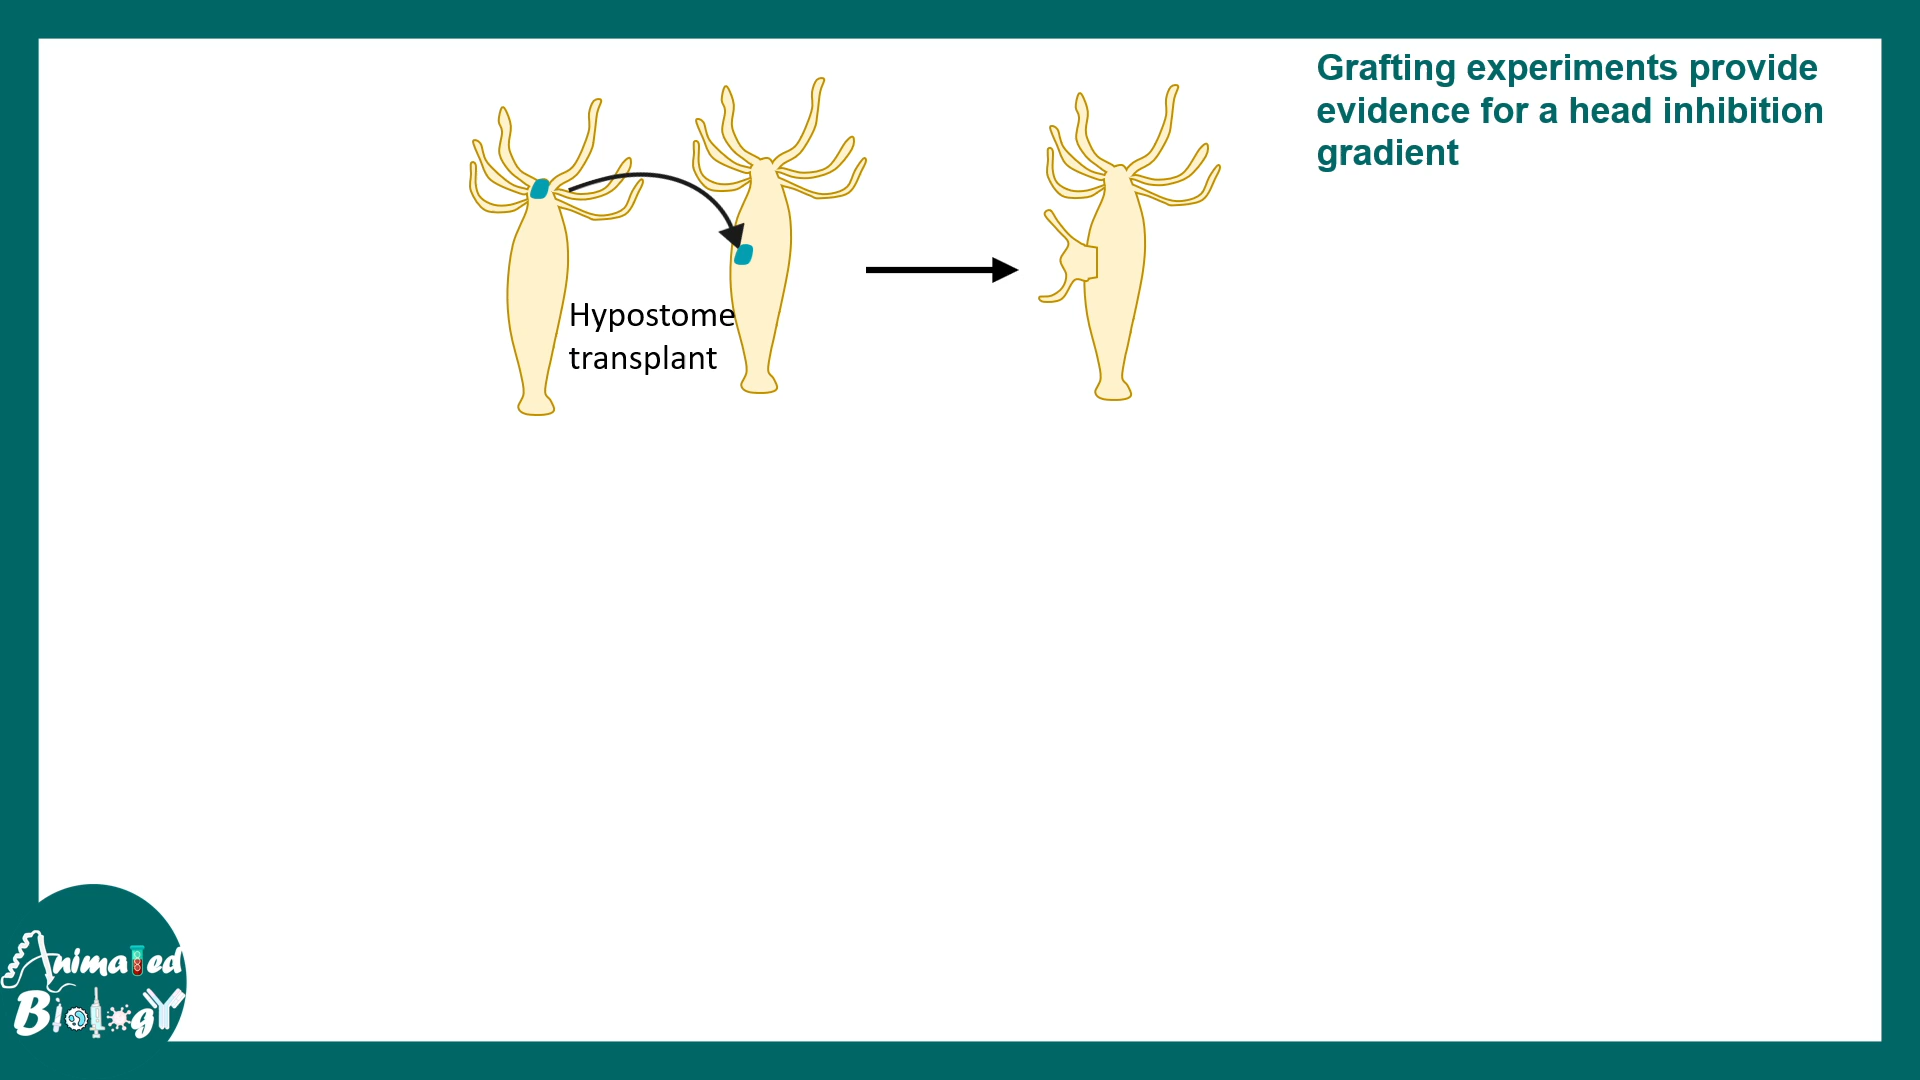 Grafting experiments provide
evidence for a head inhibition
gradient
Hypostome
transplant
Animated
Biology